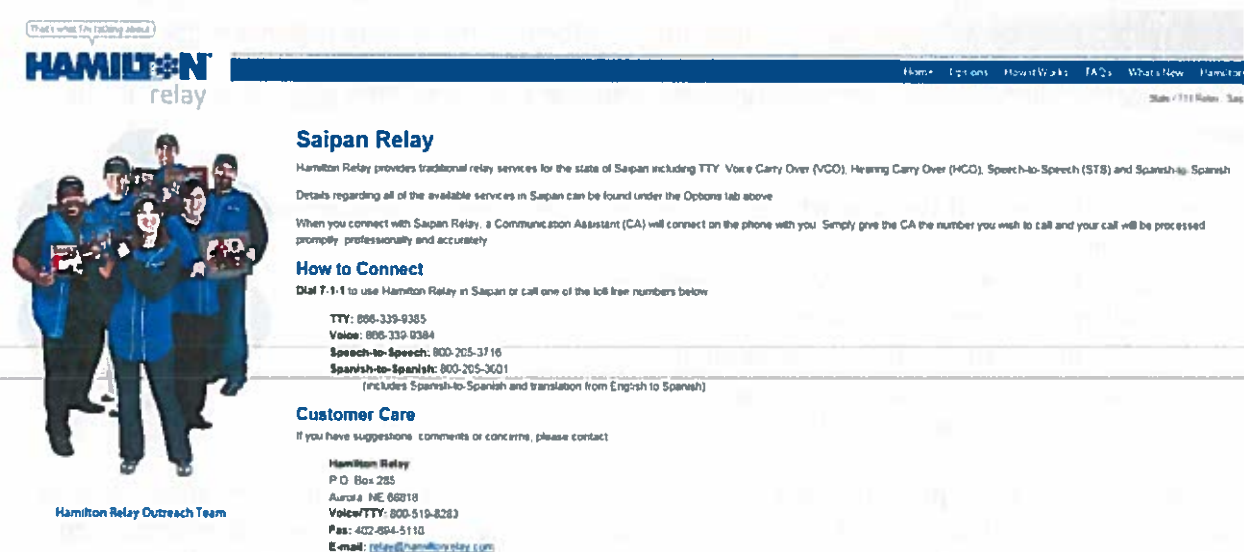 That's what I'm talking about
HAMILTON
relay
Home Options How it Works FAQs What's New Hamilton
State / 711 Relay
Saipan Relay
Hamilton Relay provides traditional relay services for the state of Saipan including TTY Voice Carry Over (VCO), Hearing Carry Over (HCO), Speech-to-Speech (STS) and Spanish-to-Spanish
Details regarding all of the available services in Saipan can be found under the Options tab above
When you connect with Saipan Relay, a Communication Assistant (CA) will connect on the phone with you Simply give the CA the number you wish to call and your call will be processed
promptly professionally and accurately
How to Connect
Dial 7-1-1 to use Hamilton Relay in Saipan or call one of the toll free numbers below
TTY: 866-339-9385
Voice: 866-339-9384
Speech-to-Speech: 800-205-3716
Spanish-to-Spanish: 800-205-3601
(includes Spanish-to-Spanish and translation from English to Spanish)
Customer Care
If you have suggestions comments or concerns, please contact
Hamilton Relay
P.O. Box 285
Aurora NE 68818
Voice/TTY: 800-519-8283
Fax: 402-694-5110
E-mail: relay@hamiltonrelay.com
Hamilton Relay Outreach Team